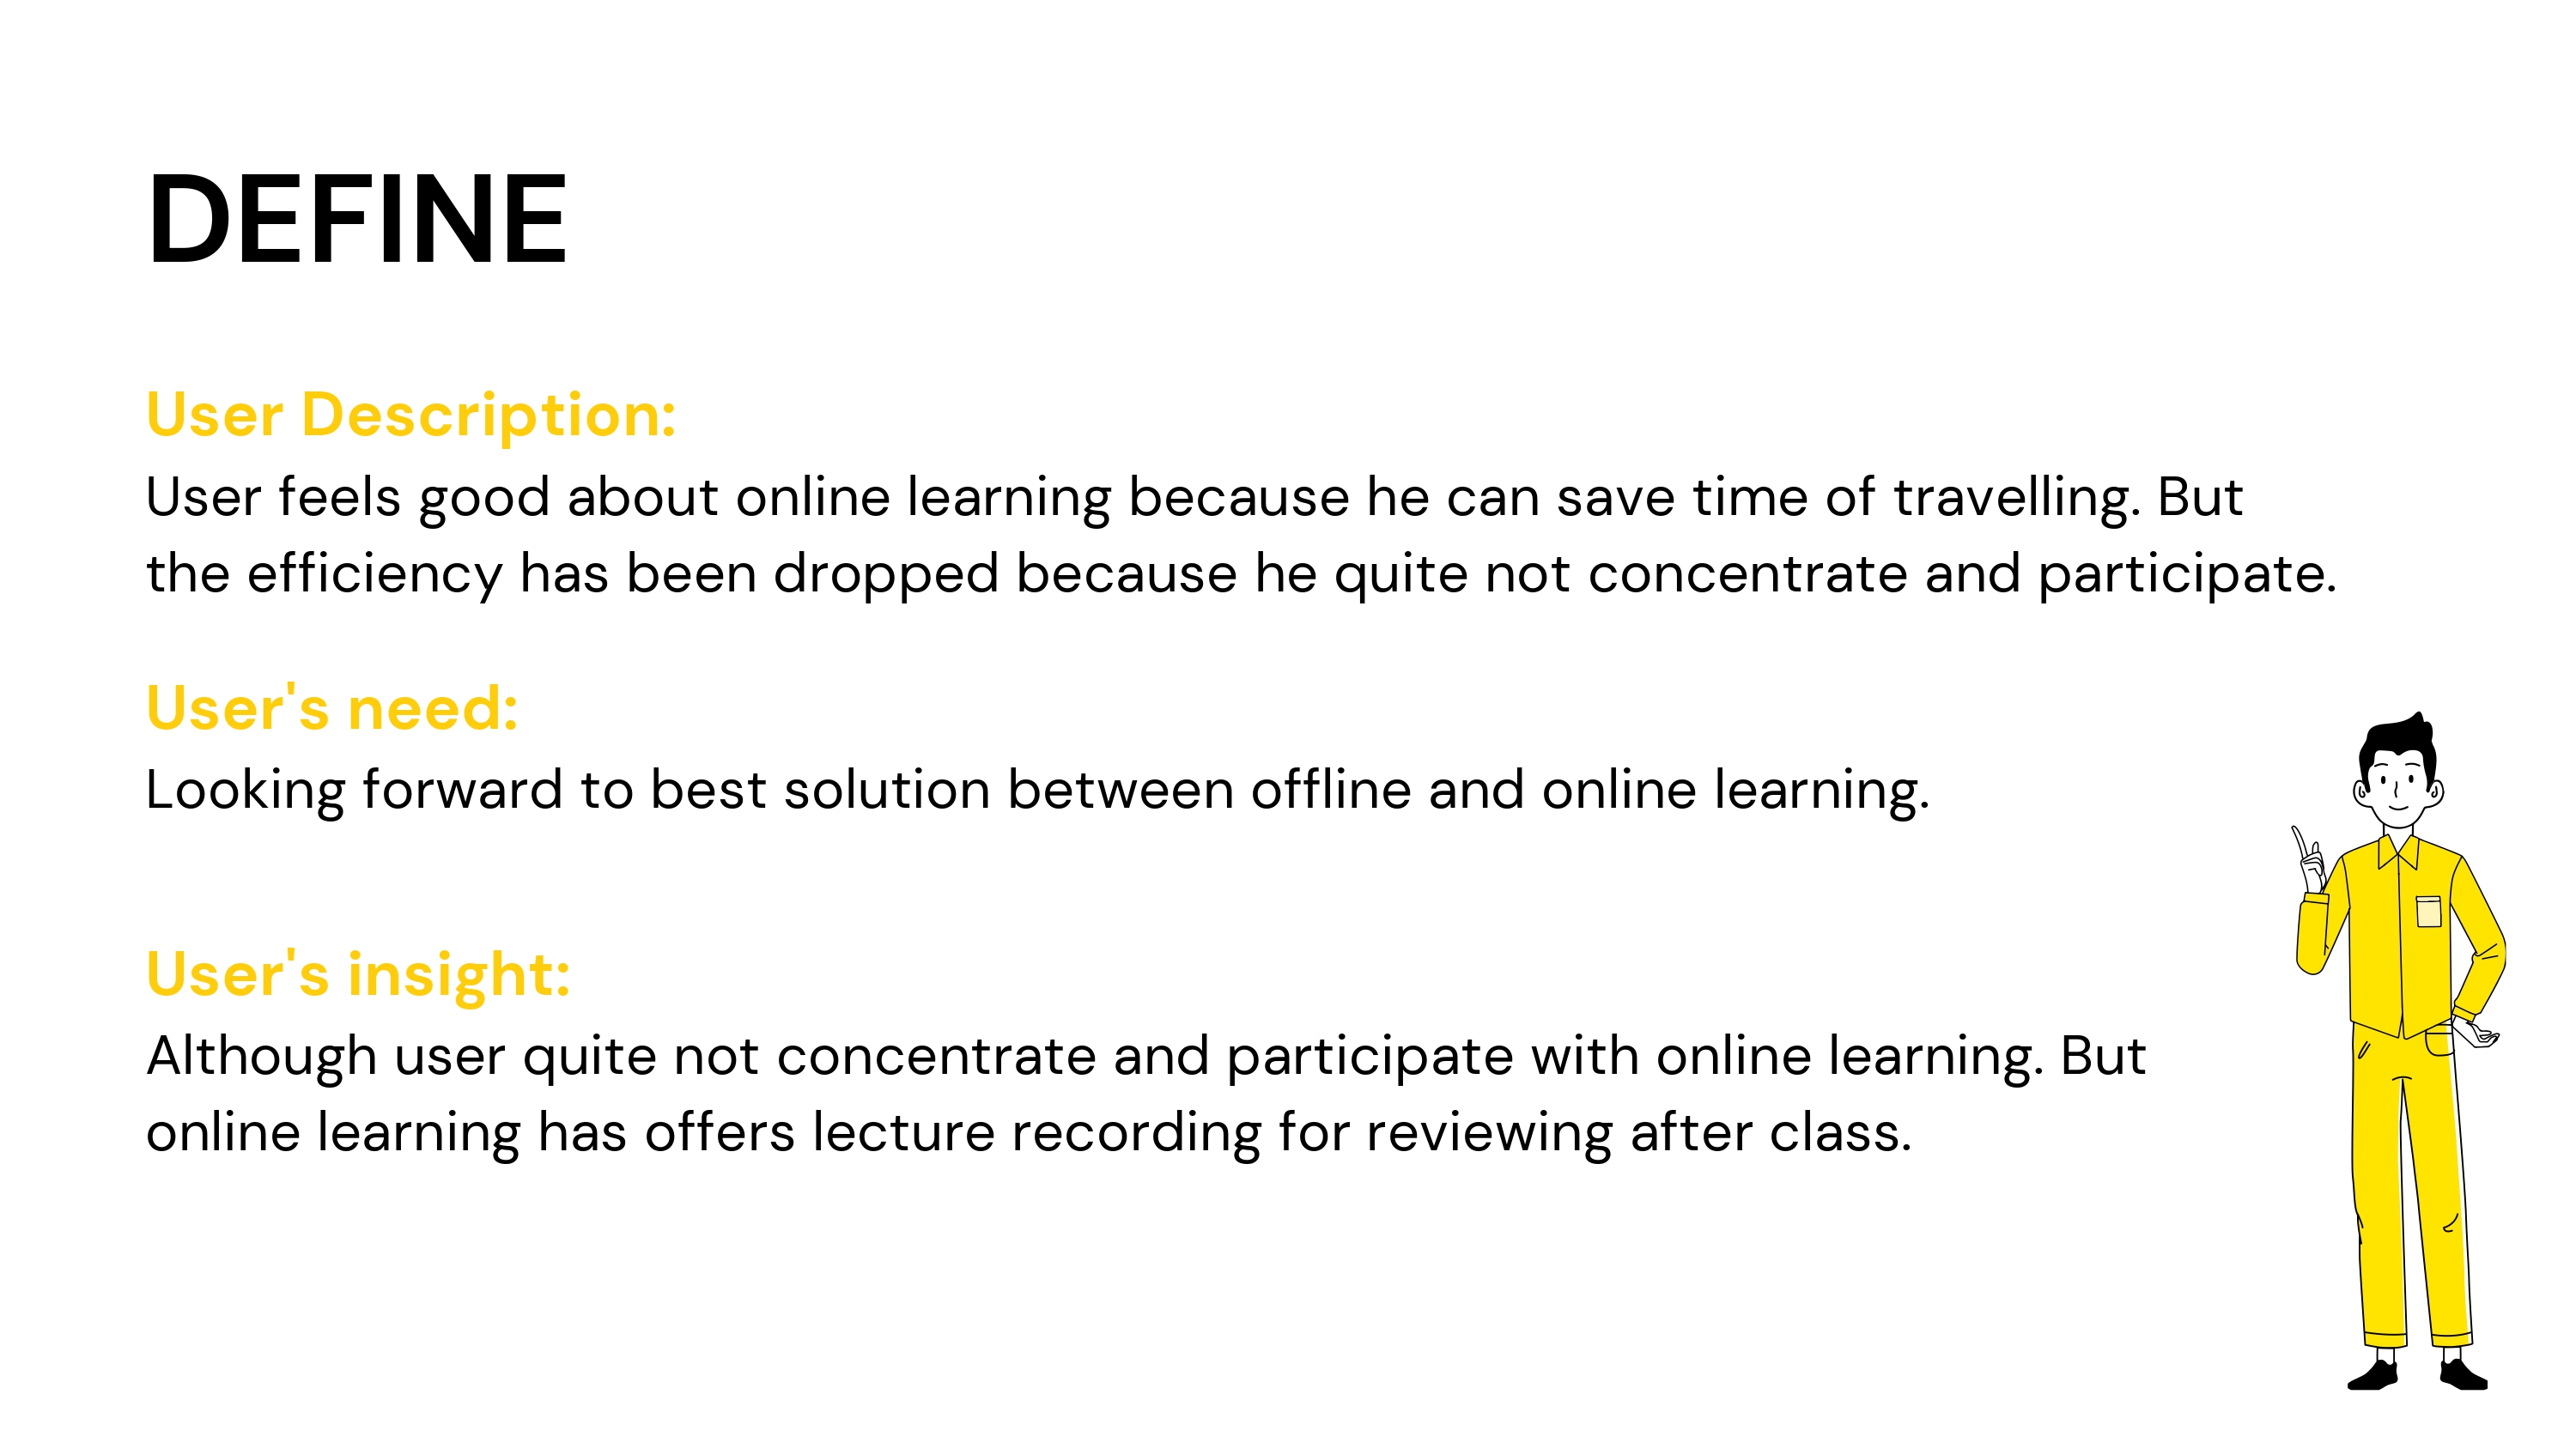 DEFINE
User Description:
User feels good about online learning because he can save time of travelling. But
the efficiency has been dropped because he quite not concentrate and participate.
User's need:
Looking forward to best solution between offline and online learning.
User's insight:
Although user quite not concentrate and participate with online learning. But
online learning has offers lecture recording for reviewing after class.